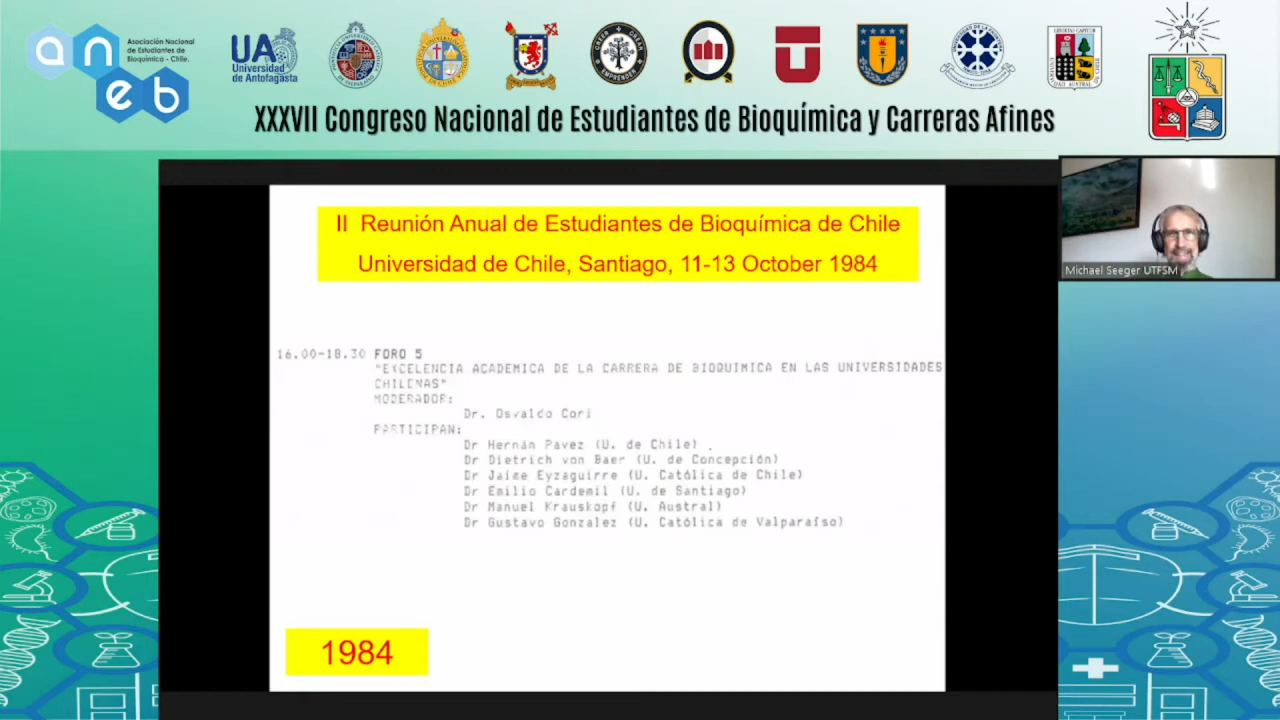 aneb
Asociación Nacional
de Estudiantes de
Bioquímica - Chile.
UA
Universidad
de Antofagasta
XXXVII Congreso Nacional de Estudiantes de Bioquímica y Carreras Afines
II Reunión Anual de Estudiantes de Bioquímica de Chile
Universidad de Chile, Santiago, 11-13 October 1984
Michael Seeger UTFSM
16.00-18.30 FORO 5
"EXCELENCIA ACADEMICA DE LA CARRERA DE BIOQUIMICA EN LAS UNIVERSIDADES
CHILENAS"
MODERADOR:
Dr. Osvaldo Cori
PARTICIPAN:
Dr Hernán Pavez (U. de Chile)
Dr Dietrich von Baer (U. de Concepción)
Dr Jaime Eyzaguirre (U. Católica de Chile)
Dr Emilio Cardemil (U. de Santiago)
Dr Manuel Krauskopf (U. Austral)
Dr Gustavo Gonzalez (U. Católica de Valparaíso)
1984